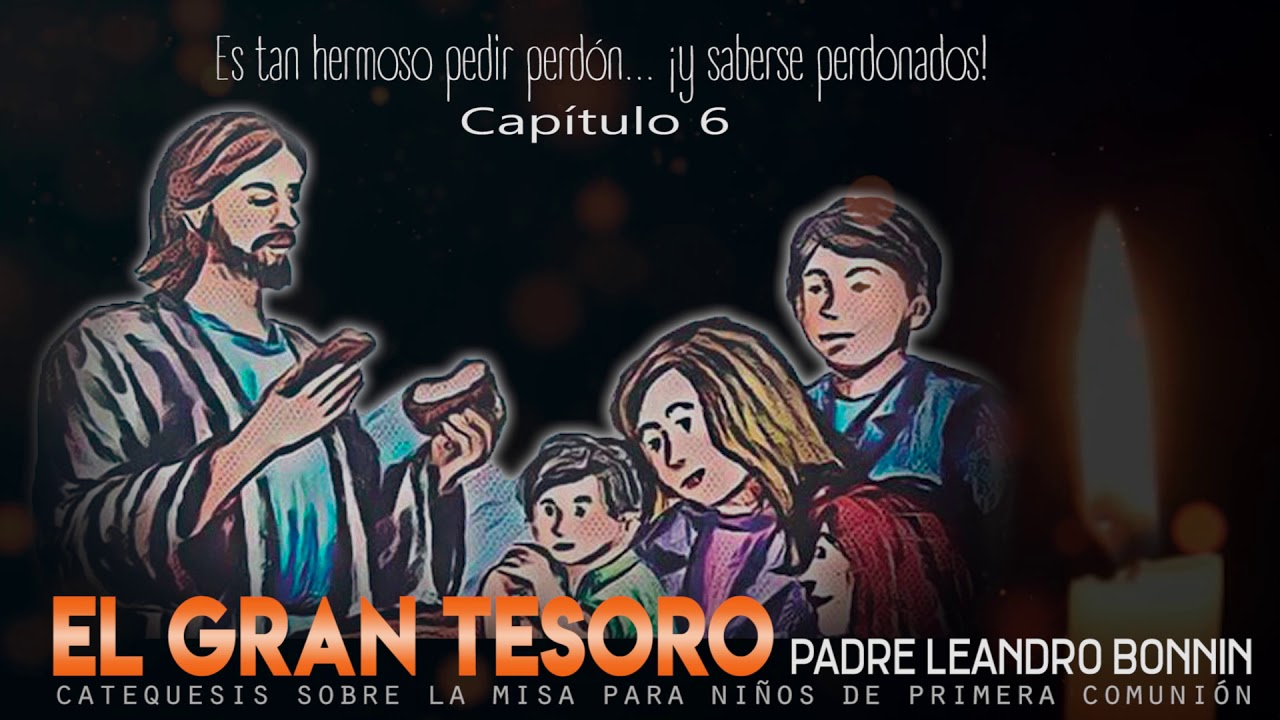 Es tan hermoso pedir perdón... ¡y saberse perdonados!
Capítulo 6
EL GRAN TESORO PADRE LEANDRO BONNIN
CATEQUESIS SOBRE LA MISA PARA NIÑOS DE PRIMERA COMUNIÓN